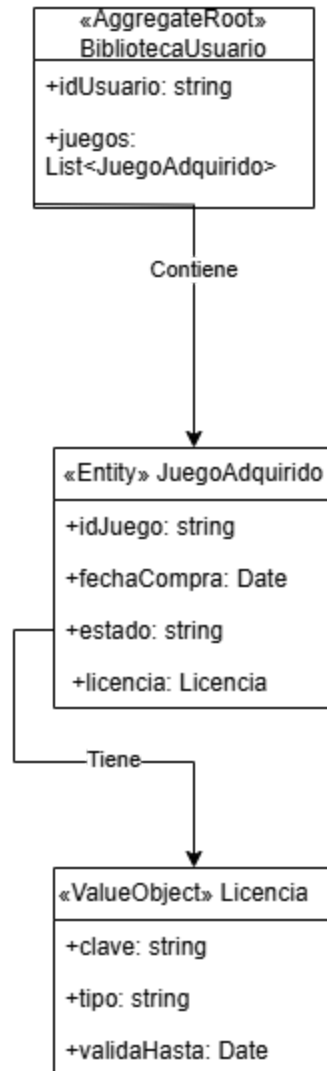 «AggregateRoot»
BibliotecaUsuario
+idUsuario: string
+juegos:
List<JuegoAdquirido>
Contiene
«Entity» JuegoAdquirido
+idJuego: string
+fechaCompra: Date
+estado: string
+licencia: Licencia
Tiene
«ValueObject» Licencia
+clave: string
+tipo: string
+validaHasta: Date